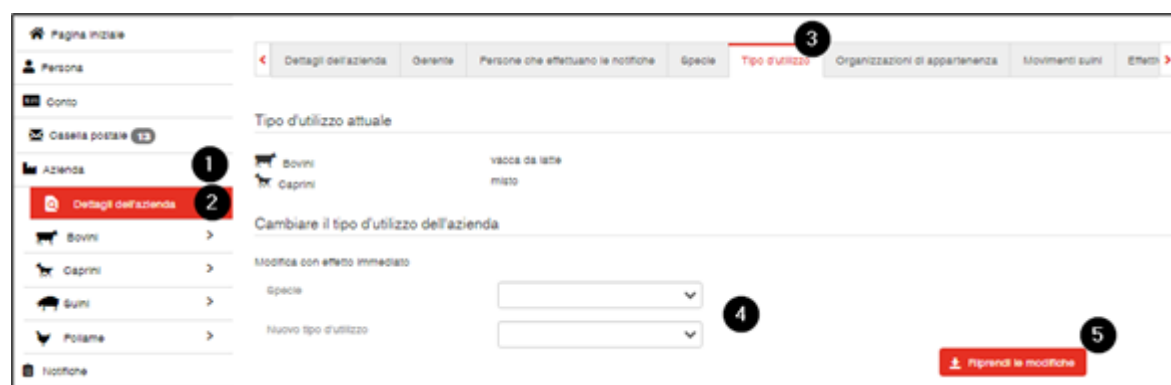 Pagina iniziale
Persona
Conto
Casella postale 13
Azienda 1
Dettagli dell'azienda 2
Bovini
Caprini
Suini
Pollame
Notifiche
3
Dettagli dell'azienda Gerente Persone che effettuano le notifiche Specie Tipo d'utilizzo Organizzazioni di appartenenza Movimenti suini Effetti
Tipo d'utilizzo attuale
Bovini vacca da latte
Caprini misto
Cambiare il tipo d'utilizzo dell'azienda
Modifica con effetto immediato
Specie
4
Nuovo tipo d'utilizzo
5
Riprendi le modifiche